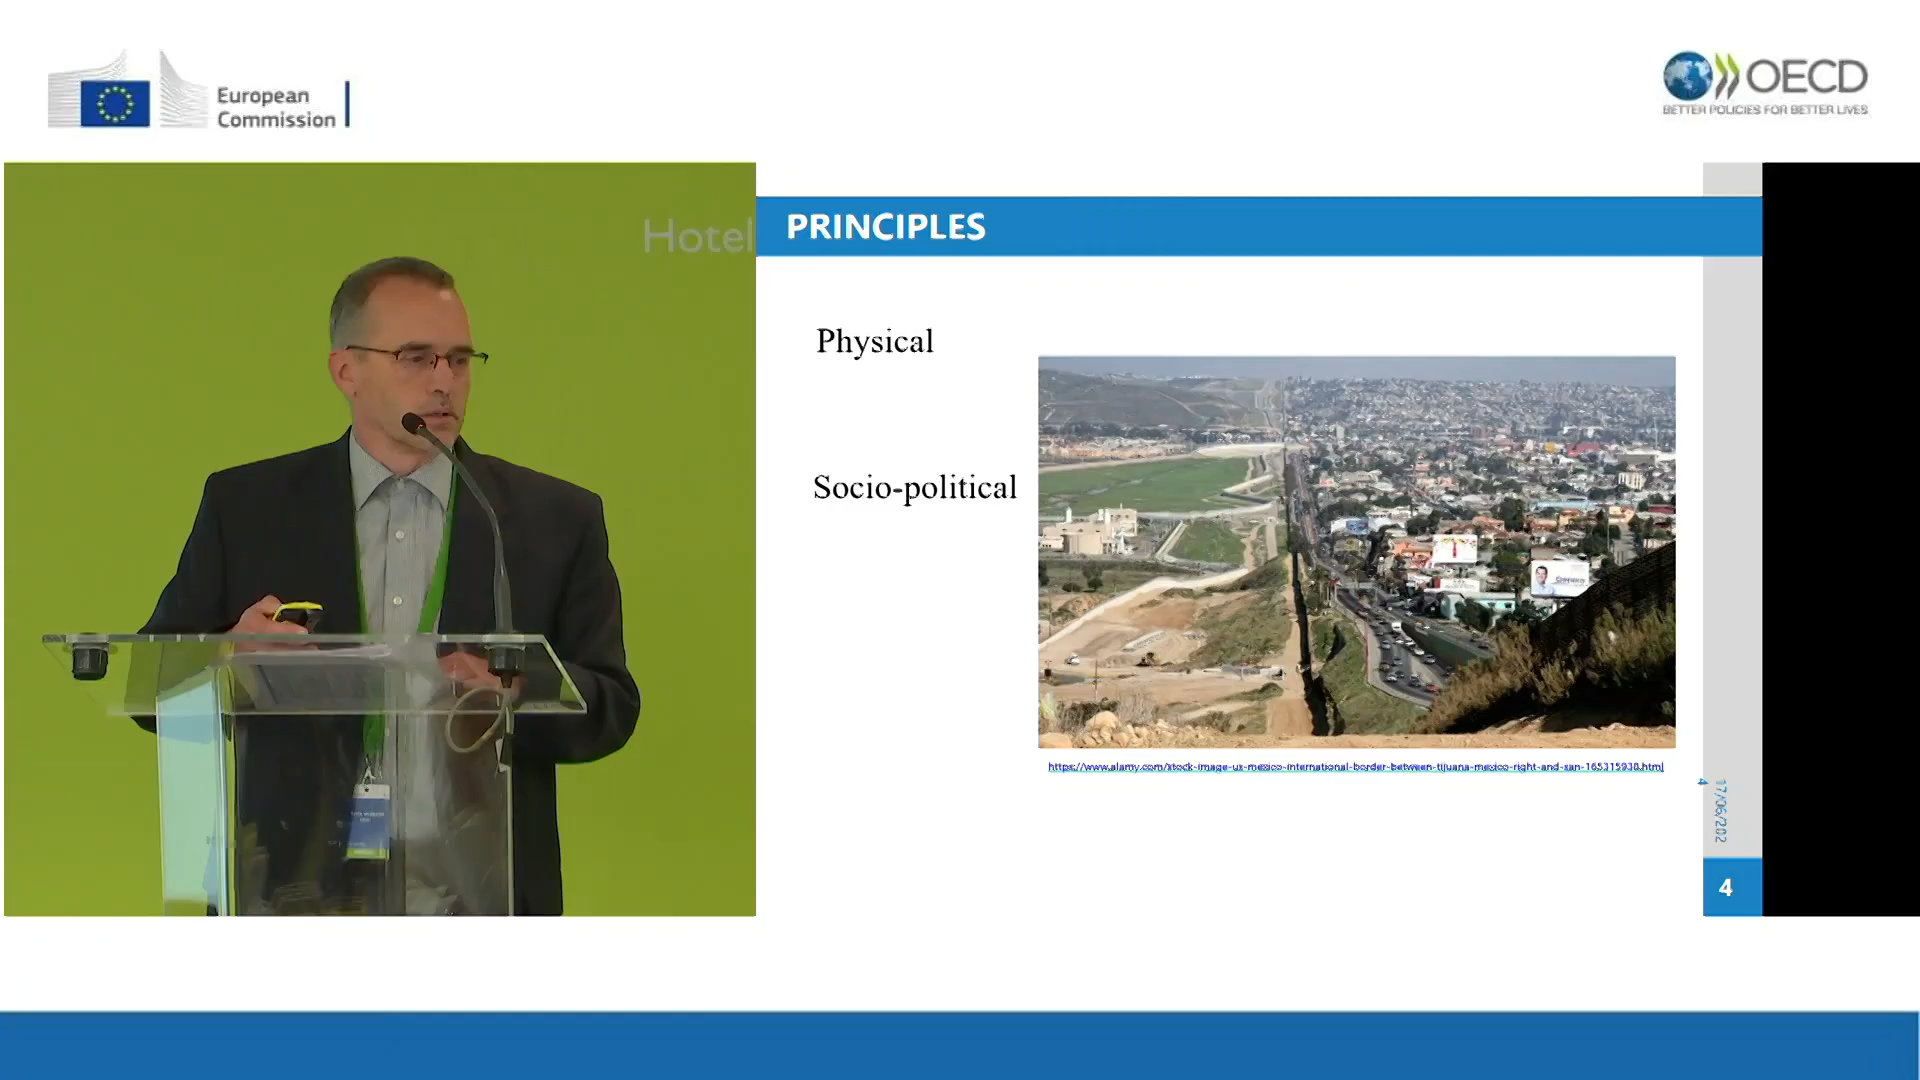 European
Commission
OECD
BETTER POLICIES FOR BETTER LIVES
Hotel
PRINCIPLES
Physical
Socio-political
https://www.alamy.com/stock-image-us-mexico-international-border-between-tijuana-mexico-right-and-san-165315938.html
17/06/202
4
4